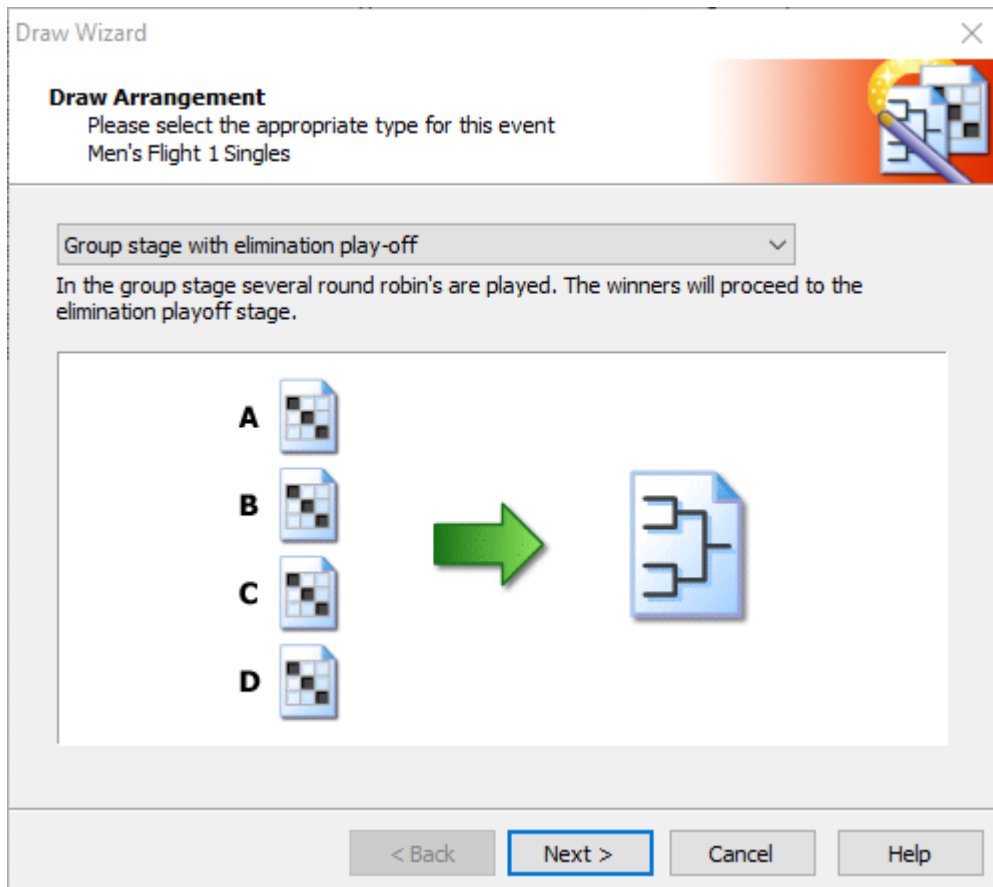 Draw Wizard
Draw Arrangement
Please select the appropriate type for this event
Men's Flight 1 Singles
Group stage with elimination play-off
In the group stage several round robin's are played. The winners will proceed to the
elimination playoff stage.
A
B
C
D
< Back Next > Cancel Help